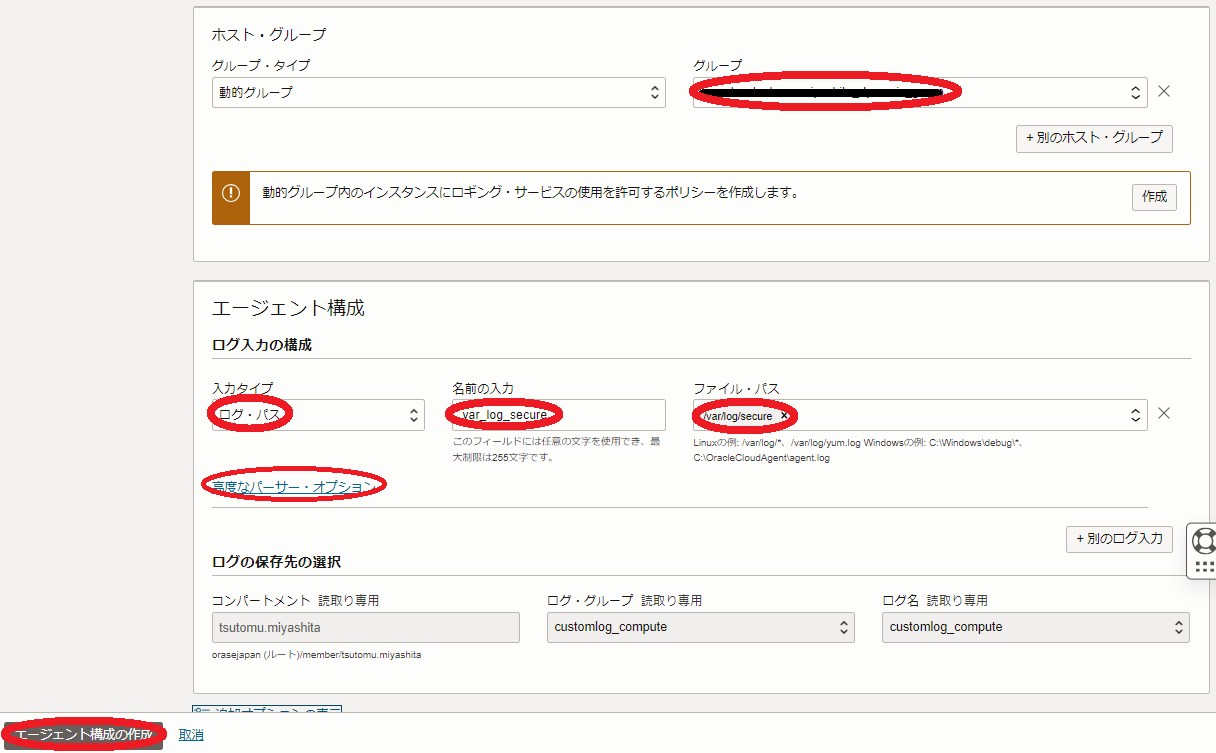 ホスト・グループ
グループ・タイプ
グループ
動的グループ
+ 別のホスト・グループ
動的グループ内のインスタンスにロギング・サービスの使用を許可するポリシーを作成します。
作成
エージェント構成
ログ入力の構成
入力タイプ
名前の入力
ファイル・パス
ログ・パス
var_log_secure
/var/log/secure ×
このフィールドには任意の文字を使用でき、最
大制限は255文字です。
Linuxの例: /var/log/*、/var/log/yum.log Windowsの例: C:\Windows\debug\*、
C:\OracleCloudAgent\agent.log
高度なパーサー・オプション
+ 別のログ入力
ログの保存先の選択
コンパートメント 読取り専用
ログ・グループ 読取り専用
ログ名 読取り専用
tsutomu.miyashita
customlog_compute
customlog_compute
orasejapan (ルート)/member/tsutomu.miyashita
追加オプションの表示
エージェント構成の作成
取消